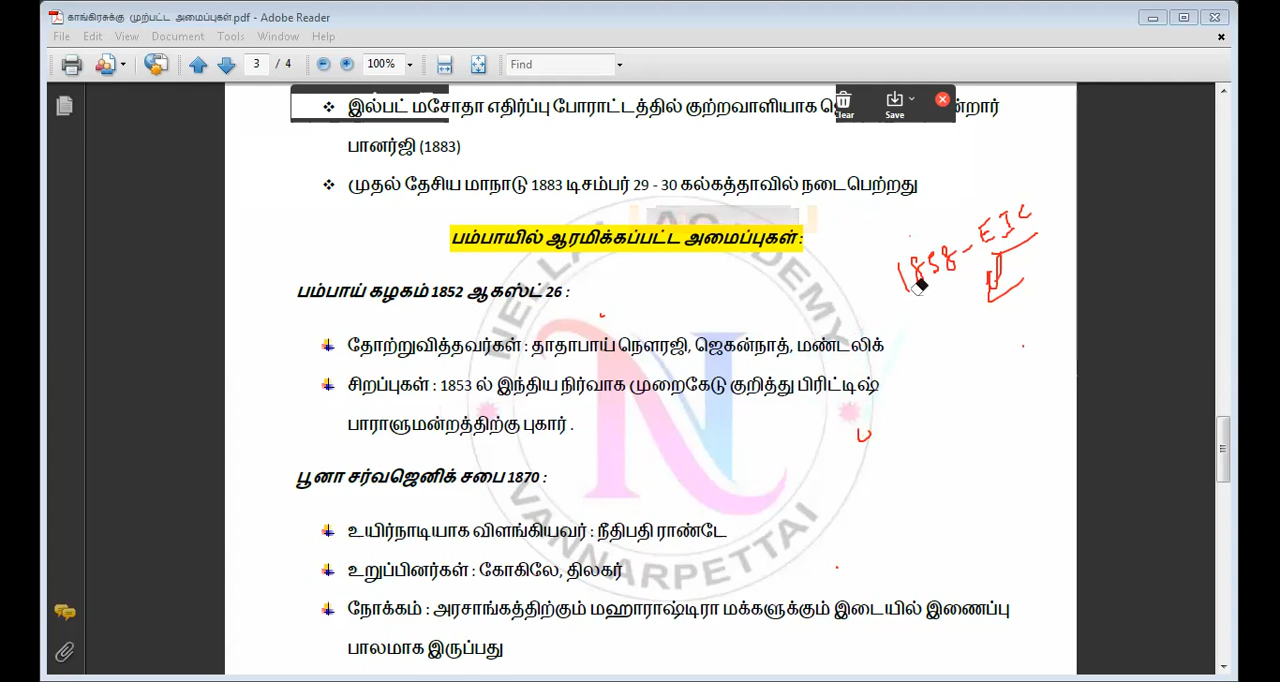 காங்கிரசுக்கு முற்பட்ட அமைப்புகள்.pdf - Adobe Reader
File Edit View Document Tools Window Help
3 / 4 100% Find
இல்பட் மசோதா எதிர்ப்பு போராட்டத்தில் குற்றவாளியாக
Clear Save
பானர்ஜி (1883)
முதல் தேசிய மாநாடு 1883 டிசம்பர் 29 - 30 கல்கத்தாவில் நடைபெற்றது
பம்பாயில் ஆரமிக்கப்பட்ட அமைப்புகள் :
1858 - EIC
பம்பாய் கழகம் 1852 ஆகஸ்ட் 26 :
தோற்றுவித்தவர்கள் : தாதாபாய் நௌரஜி, ஜெகன்நாத், மண்டலிக்
சிறப்புகள் : 1853 ல் இந்திய நிர்வாக முறைகேடு குறித்து பிரிட்டிஷ்
பாராளுமன்றத்திற்கு புகார் .
பூனா சர்வஜெனிக் சபை 1870 :
உயிர்நாடியாக விளங்கியவர் : நீதிபதி ராண்டே
உறுப்பினர்கள் : கோகிலே, திலகர்
நோக்கம் : அரசாங்கத்திற்கும் மஹாராஷ்டிரா மக்களுக்கும் இடையில் இணைப்பு
பாலமாக இருப்பது
NELLAI ACADEMY
VANNARPETTAI